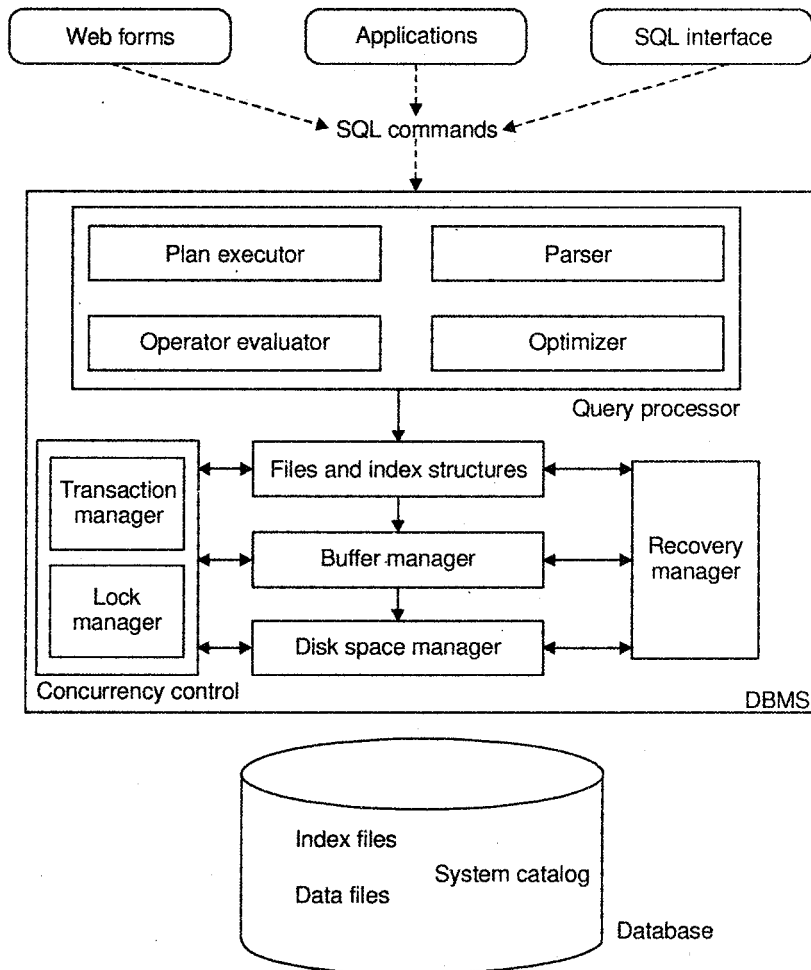 Web forms
Applications
SQL interface
SQL commands
Plan executor
Parser
Operator evaluator
Optimizer
Query processor
Transaction
manager
Lock
manager
Concurrency control
Files and index structures
Buffer manager
Disk space manager
Recovery
manager
DBMS
Index files
System catalog
Data files
Database